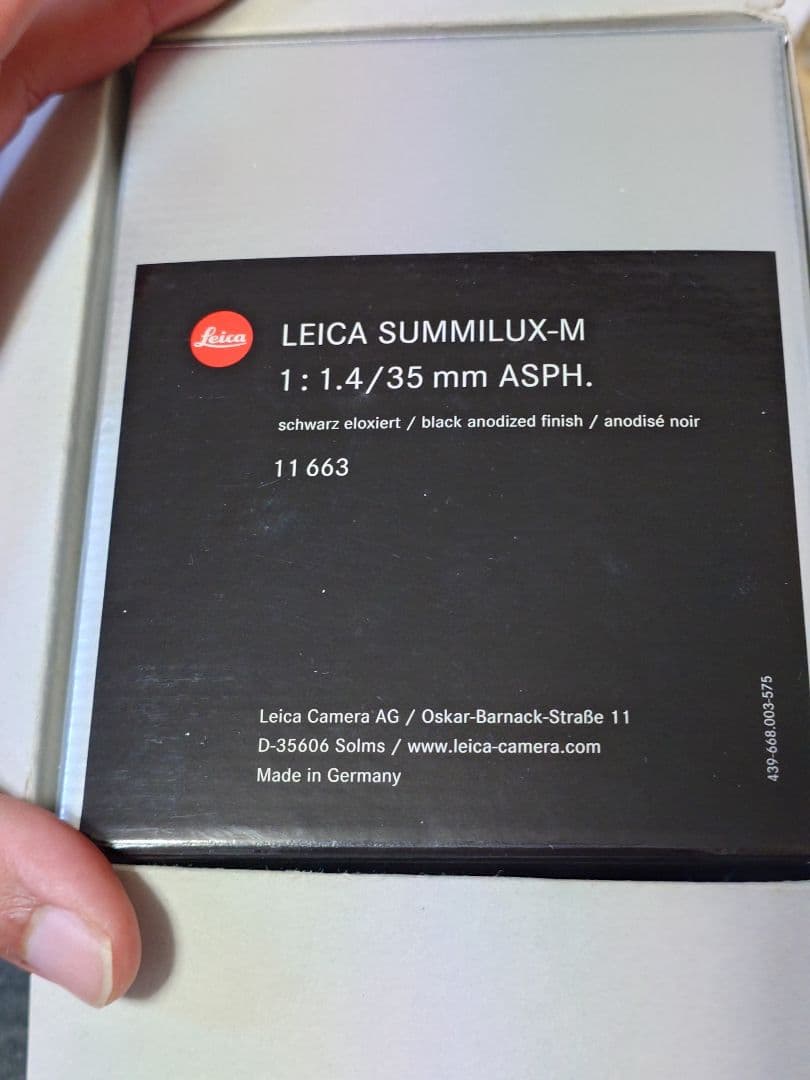 Leica
LEICA SUMMILUX-M
1:1.4/35 mm ASPH.
schwarz eloxiert / black anodized finish / anodisé noir
11 663
Leica Camera AG / Oskar-Barnack-Straße 11
D-35606 Solms / www.leica-camera.com
Made in Germany
439-668.003-575